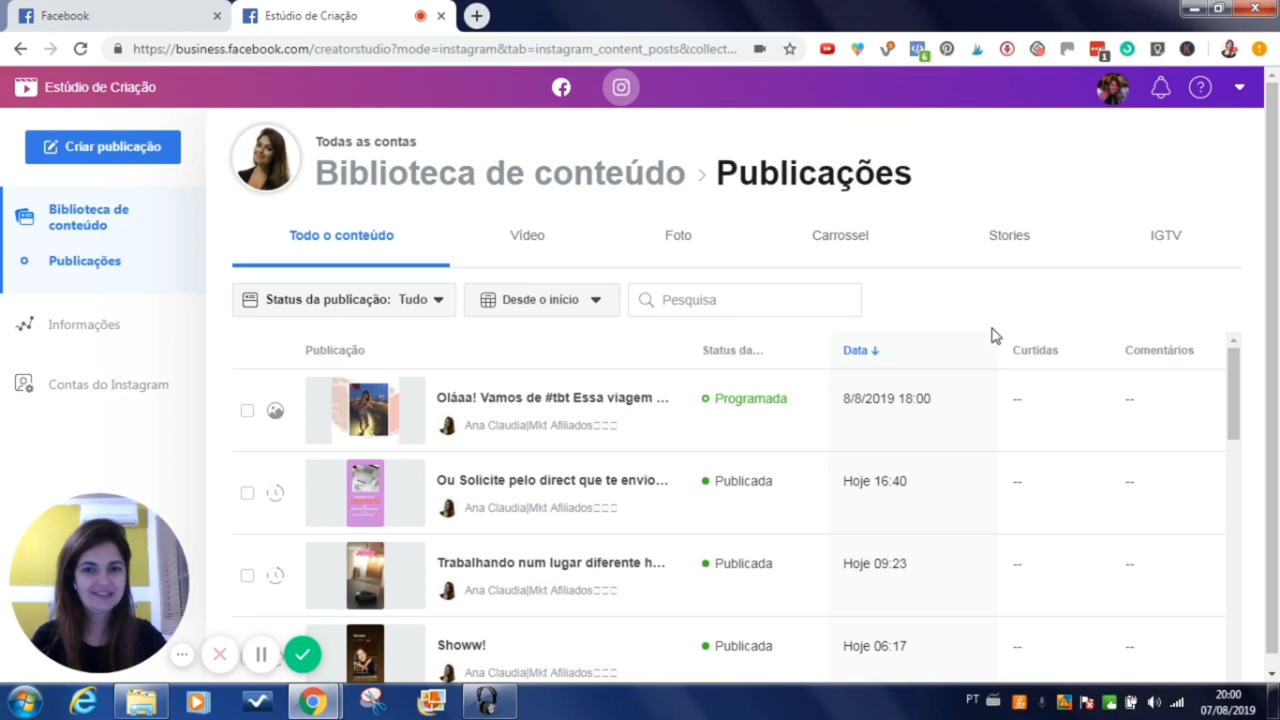 Facebook
Estúdio de Criação
https://business.facebook.com/creatorstudio?mode=instagram&tab=instagram_content_posts&collect...
6
1
Estúdio de Criação
Criar publicação
Biblioteca de
conteúdo
Publicações
Informações
Contas do Instagram
Todas as contas
Biblioteca de conteúdo › Publicações
Todo o conteúdo
Vídeo
Foto
Carrossel
Stories
IGTV
Status da publicação: Tudo
Desde o início
Pesquisa
Publicação
Status da...
Data
Curtidas
Comentários
Oláaa! Vamos de #tbt Essa viagem ...
Ana Claudia|Mkt Afiliados
Programada
8/8/2019 18:00
--
--
Ou Solicite pelo direct que te envio...
Ana Claudia|Mkt Afiliados
Publicada
Hoje 16:40
--
--
Trabalhando num lugar diferente h...
Ana Claudia|Mkt Afiliados
Publicada
Hoje 09:23
--
--
Showw!
Ana Claudia|Mkt Afiliados
Publicada
Hoje 06:17
--
--
PT
20:00
07/08/2019